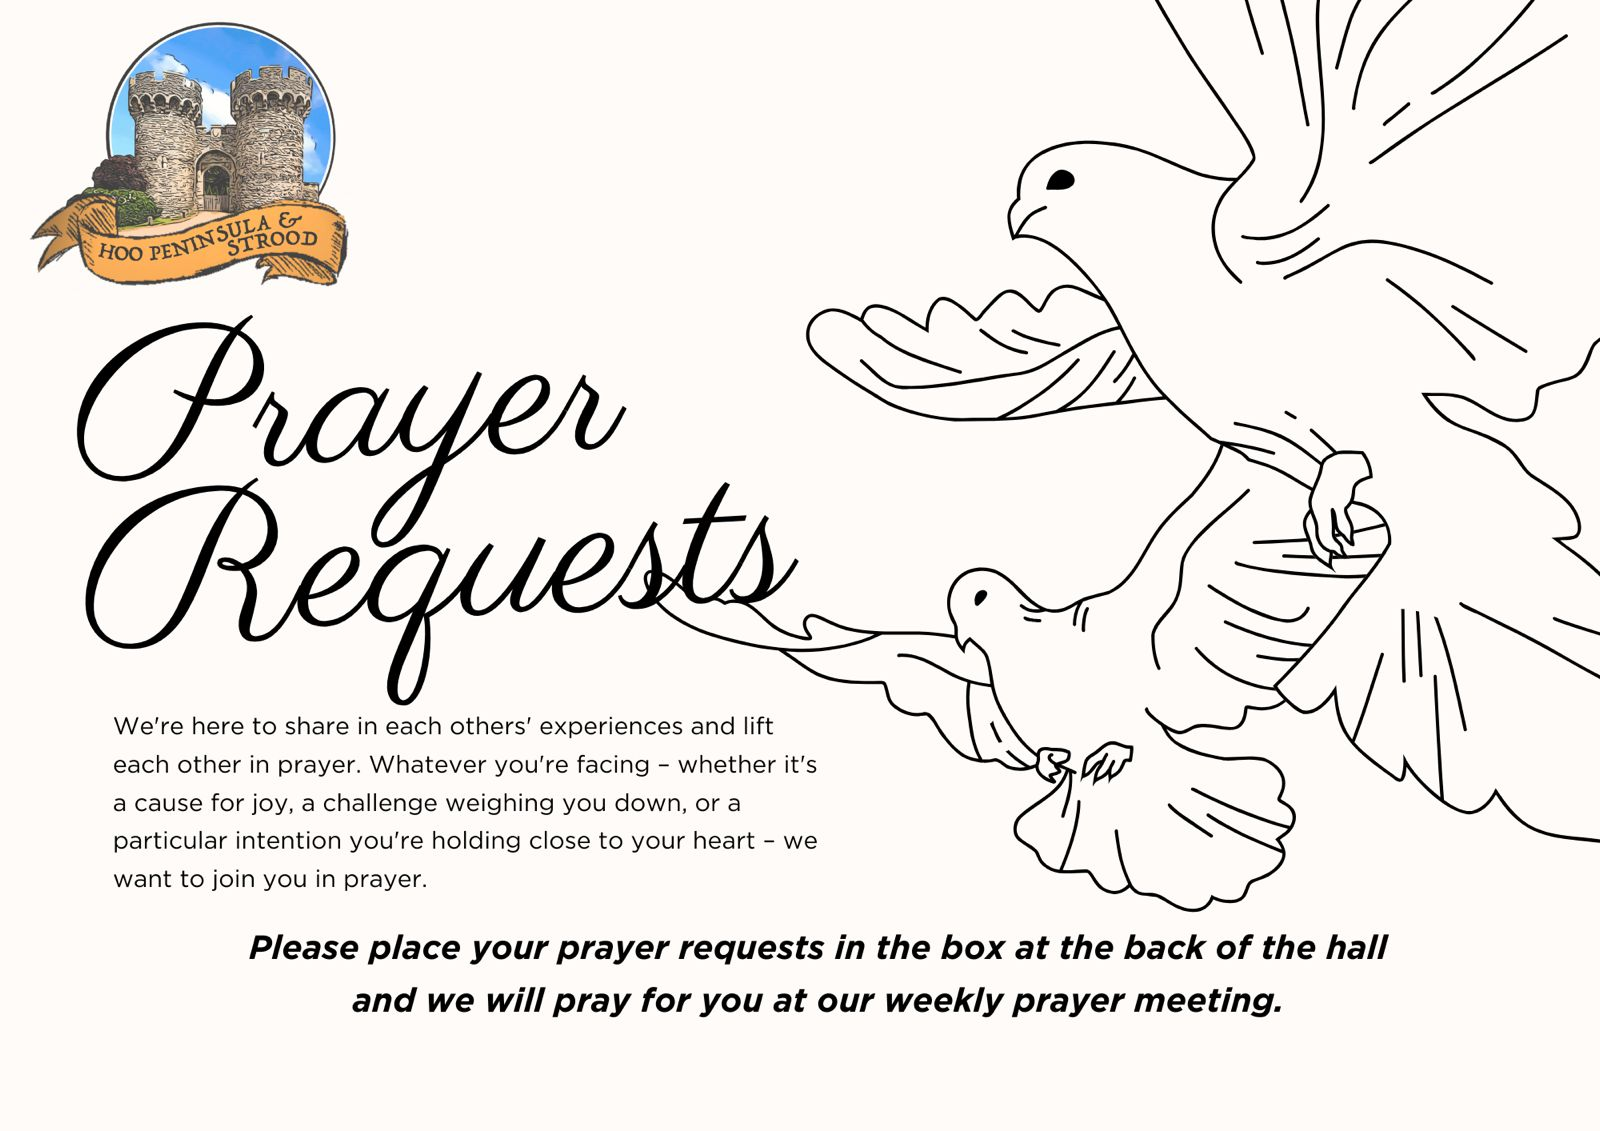 HOO PENINSULA &
STROOD
Prayer
Requests
We're here to share in each others' experiences and lift
each other in prayer. Whatever you're facing – whether it's
a cause for joy, a challenge weighing you down, or a
particular intention you're holding close to your heart – we
want to join you in prayer.
Please place your prayer requests in the box at the back of the hall
and we will pray for you at our weekly prayer meeting.